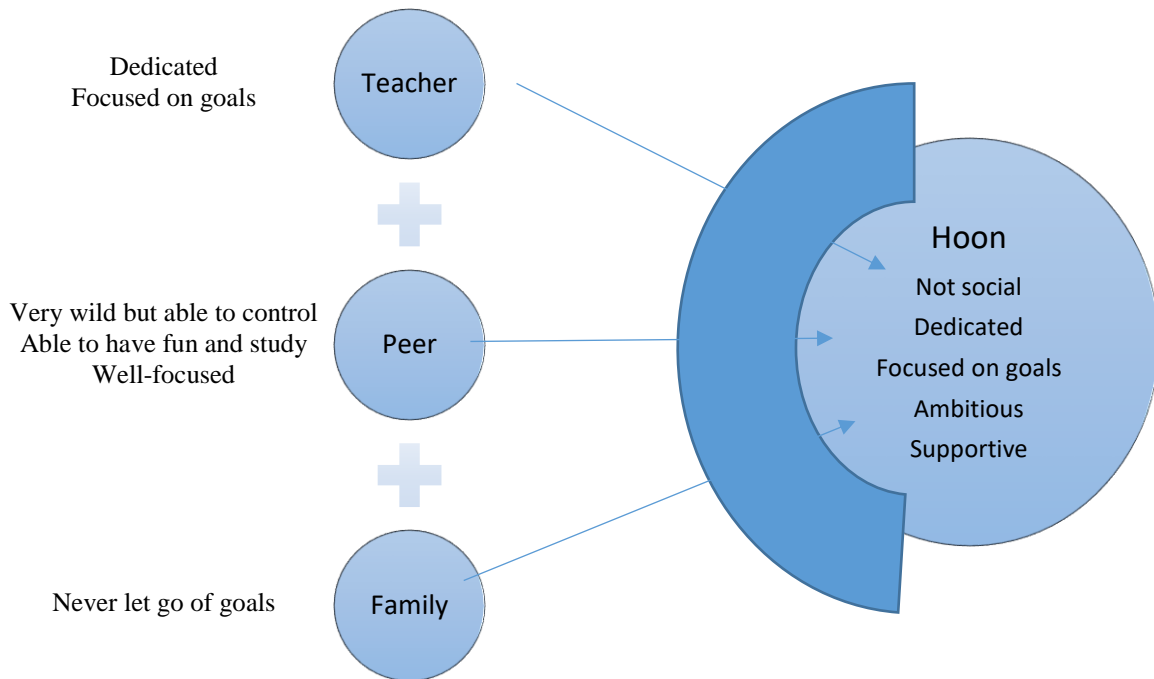 Dedicated
Focused on goals
Teacher
Very wild but able to control
Able to have fun and study
Well-focused
Peer
Never let go of goals
Family
Hoon
Not social
Dedicated
Focused on goals
Ambitious
Supportive